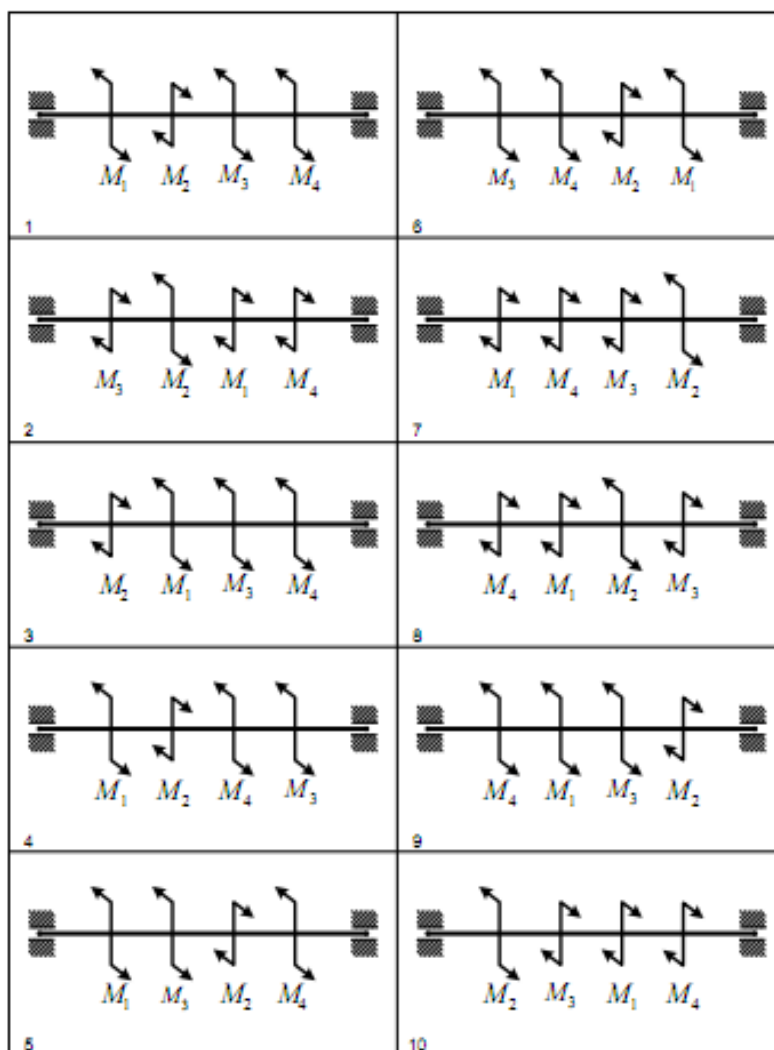 M₁ M₂ M₃ M₄
1
M₃ M₄ M₂ M₁
6
M₃ M₂ M₁ M₄
2
M₁ M₄ M₃ M₂
7
M₂ M₁ M₃ M₄
3
M₄ M₁ M₂ M₃
8
M₁ M₂ M₄ M₃
4
M₄ M₁ M₃ M₂
9
M₁ M₃ M₂ M₄
5
M₂ M₃ M₁ M₄
10